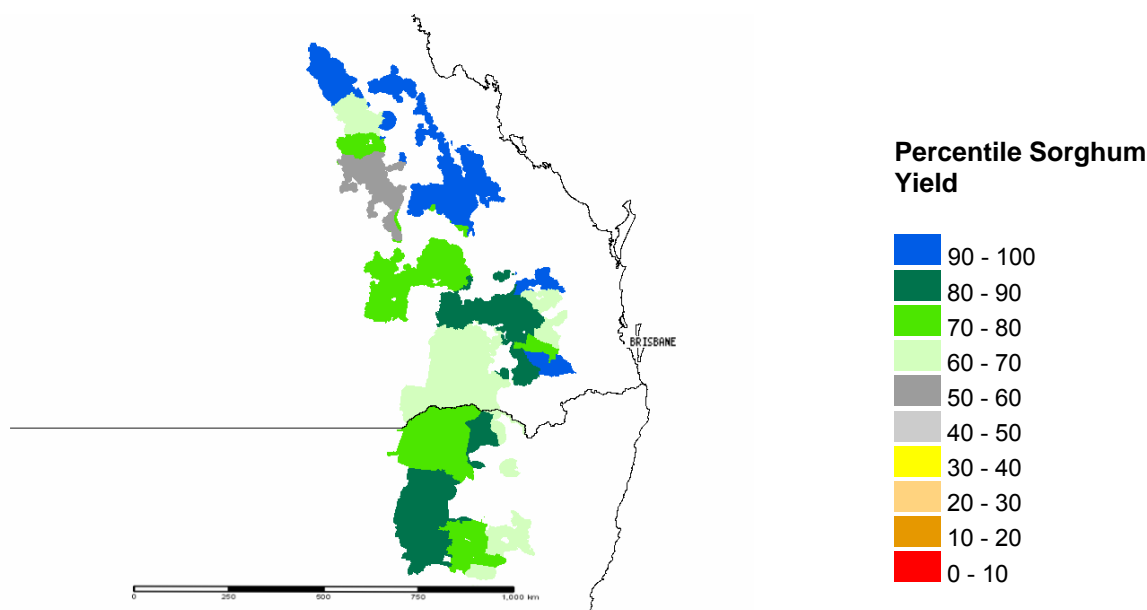 Percentile Sorghum
Yield
90 - 100
80 - 90
70 - 80
60 - 70
50 - 60
40 - 50
30 - 40
20 - 30
10 - 20
0 - 10
BRISBANE
0 250 500 750 1,000 km